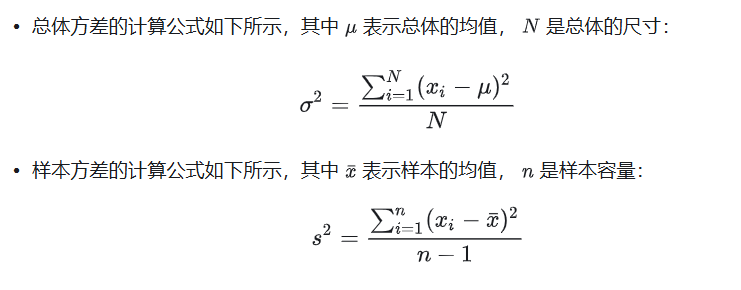 • 总体方差的计算公式如下所示，其中 μ 表示总体的均值， N 是总体的尺寸：
σ² = ∑ᵢ₌₁ᴺ(xᵢ − μ)² / N
• 样本方差的计算公式如下所示，其中 x̄ 表示样本的均值， n 是样本容量：
s² = ∑ᵢ₌₁ⁿ(xᵢ − x̄)² / n − 1